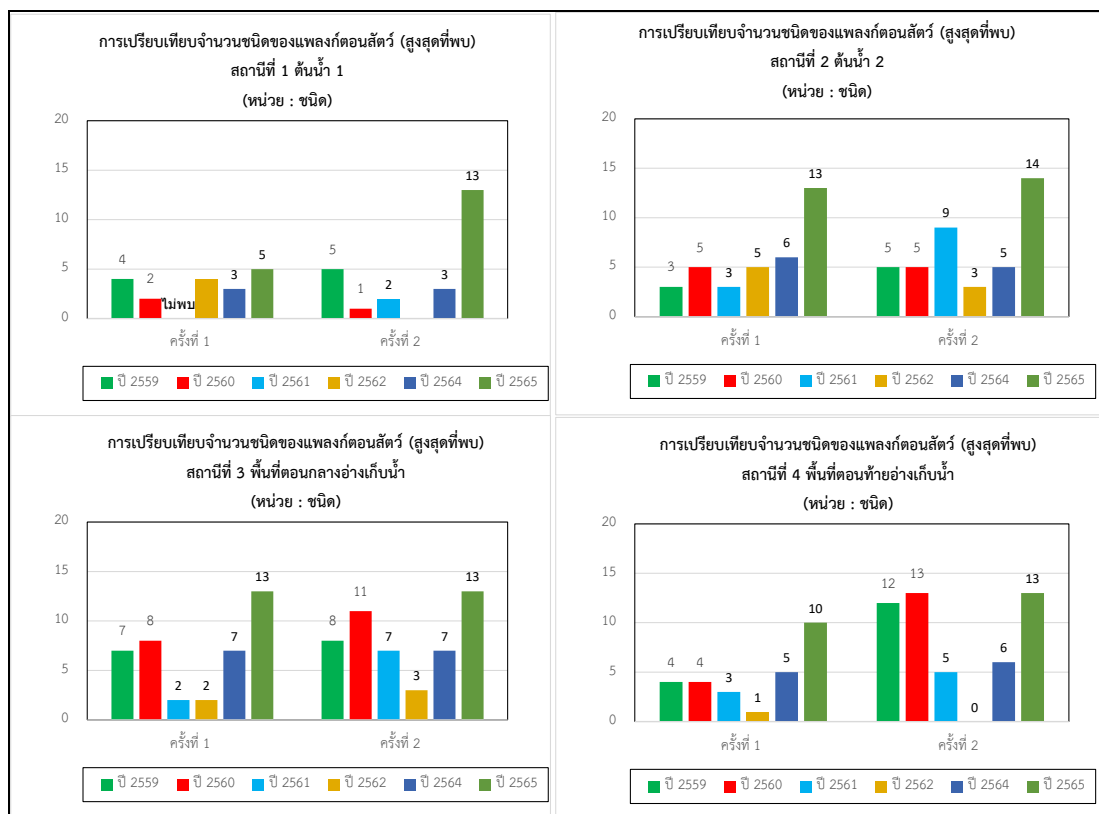 การเปรียบเทียบจำนวนชนิดของแพลงก์ตอนสัตว์ (สูงสุดที่พบ)
สถานีที่ 1 ต้นน้ำ 1
(หน่วย : ชนิด)
20
15
10
5
0
4
2
ไม่พบ
3
5
5
1
2
3
13
ครั้งที่ 1
ครั้งที่ 2
ปี 2559 ปี 2560 ปี 2561 ปี 2562 ปี 2564 ปี 2565
การเปรียบเทียบจำนวนชนิดของแพลงก์ตอนสัตว์ (สูงสุดที่พบ)
สถานีที่ 2 ต้นน้ำ 2
(หน่วย : ชนิด)
20
15
10
5
0
3
5
3
5
6
13
5
5
9
3
5
14
ครั้งที่ 1
ครั้งที่ 2
ปี 2559 ปี 2560 ปี 2561 ปี 2562 ปี 2564 ปี 2565
การเปรียบเทียบจำนวนชนิดของแพลงก์ตอนสัตว์ (สูงสุดที่พบ)
สถานีที่ 3 พื้นที่ตอนกลางอ่างเก็บน้ำ
(หน่วย : ชนิด)
20
15
10
5
0
7
8
2
2
7
13
8
11
7
3
7
13
ครั้งที่ 1
ครั้งที่ 2
ปี 2559 ปี 2560 ปี 2561 ปี 2562 ปี 2564 ปี 2565
การเปรียบเทียบจำนวนชนิดของแพลงก์ตอนสัตว์ (สูงสุดที่พบ)
สถานีที่ 4 พื้นที่ตอนท้ายอ่างเก็บน้ำ
(หน่วย : ชนิด)
20
15
10
5
0
4
4
3
1
5
10
12
13
5
0
6
13
ครั้งที่ 1
ครั้งที่ 2
ปี 2559 ปี 2560 ปี 2561 ปี 2562 ปี 2564 ปี 2565